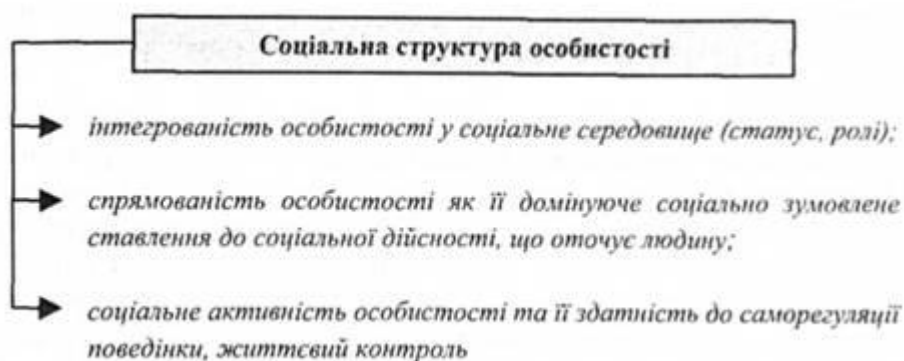 Соціальна структура особистості
інтегрованість особистості у соціальне середовище (статус, ролі);
спрямованість особистості як її домінуюче соціально зумовлене
ставлення до соціальної дійсності, що оточує людину;
соціальне активність особистості та її здатність до саморегуляції
поведінки, життєвий контроль